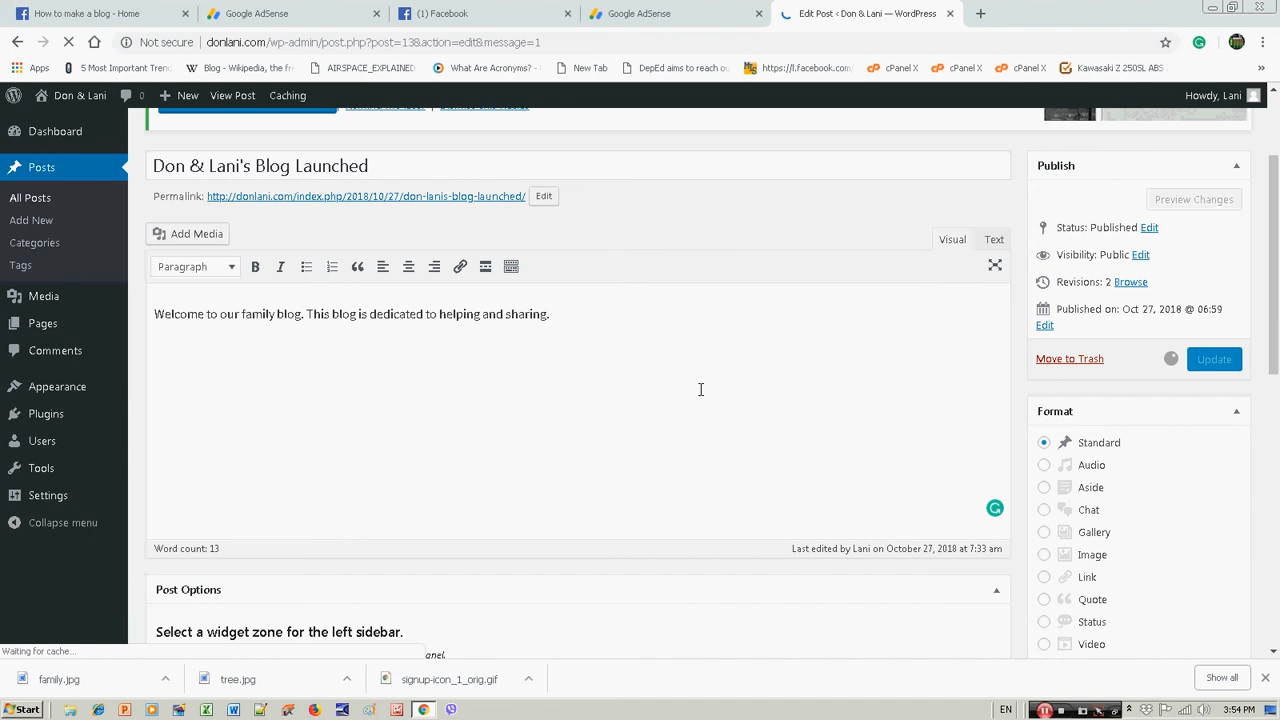 How to make a blog - Home
Google AdSense
(1) Facebook
Google AdSense
Edit Post ‹ Don & Lani — WordPress
Not secure
donlani.com/wp-admin/post.php?post=13&action=edit&message=1
Apps
5 Most Important Tren
Blog - Wikipedia, the fr
AIRSPACE_EXPLAINED
What Are Acronyms? -
New Tab
DepEd aims to reach ou
https://l.facebook.com
cPanel X
cPanel X
cPanel X
Kawasaki Z 250SL ABS
Don & Lani
0
New
View Post
Caching
Howdy, Lani
Dashboard
Posts
All Posts
Add New
Categories
Tags
Media
Pages
Comments
Appearance
Plugins
Users
Tools
Settings
Collapse menu
Don & Lani's Blog Launched
Permalink: http://donlani.com/index.php/2018/10/27/don-lanis-blog-launched/ Edit
Add Media
Visual
Text
Paragraph
Welcome to our family blog. This blog is dedicated to helping and sharing.
Word count: 13
Last edited by Lani on October 27, 2018 at 7:33 am
Post Options
Select a widget zone for the left sidebar.
anel.
Publish
Preview Changes
Status: Published Edit
Visibility: Public Edit
Revisions: 2 Browse
Published on: Oct 27, 2018 @ 06:59
Edit
Move to Trash
Update
Format
Standard
Audio
Aside
Chat
Gallery
Image
Link
Quote
Status
Video
Waiting for cache...
family.jpg
tree.jpg
signup-icon_1_orig.gif
Show all
Start
EN
3:54 PM